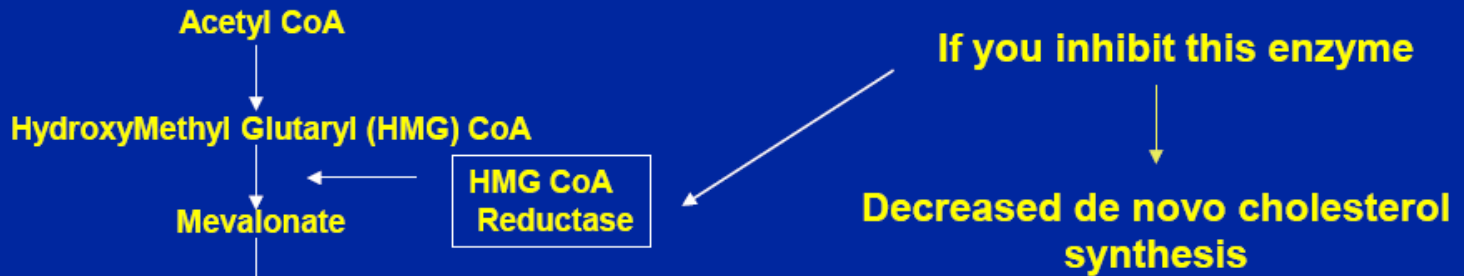 Acetyl CoA
HydroxyMethyl Glutaryl (HMG) CoA
HMG CoA
Reductase
Mevalonate
If you inhibit this enzyme
Decreased de novo cholesterol
synthesis